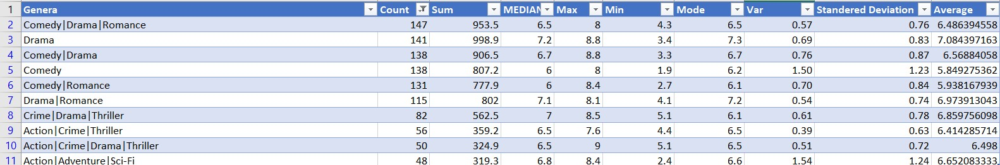 1 Genera Count Sum MEDIAN Max Min Mode Var Standered Deviation Average
2 Comedy|Drama|Romance 147 953.5 6.5 8 4.3 6.5 0.57 0.76 6.486394558
3 Drama 141 998.9 7.2 8.8 3.4 7.3 0.69 0.83 7.084397163
4 Comedy|Drama 138 906.5 6.7 8.8 3.3 6.7 0.76 0.87 6.56884058
5 Comedy 138 807.2 6 8 1.9 6.2 1.50 1.23 5.849275362
6 Comedy|Romance 131 777.9 6 8.4 2.7 6.1 0.70 0.84 5.938167939
7 Drama|Romance 115 802 7.1 8.1 4.1 7.2 0.54 0.74 6.973913043
8 Crime|Drama|Thriller 82 562.5 7 8.5 5.1 6.1 0.61 0.78 6.859756098
9 Action|Crime|Thriller 56 359.2 6.5 7.6 4.4 6.5 0.39 0.63 6.414285714
10 Action|Crime|Drama|Thriller 50 324.9 6.5 9 5.1 6.5 0.51 0.72 6.498
11 Action|Adventure|Sci-Fi 48 319.3 6.8 8.4 2.4 6.6 1.54 1.24 6.652083333